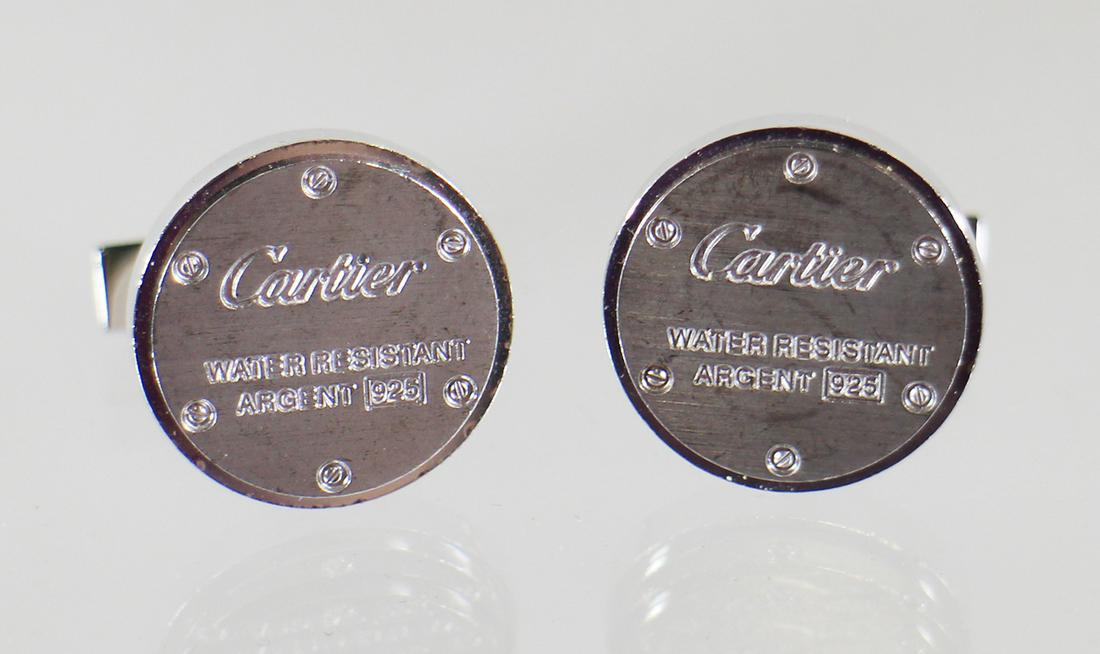 Cartier
WATER RESISTANT
ARGENT 925
Cartier
WATER RESISTANT
ARGENT 925